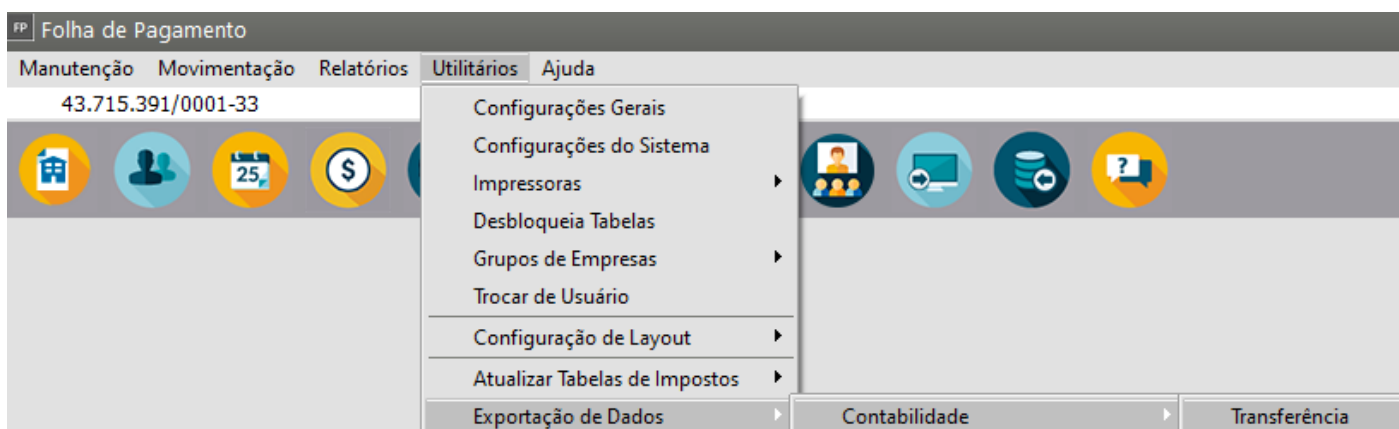 FP Folha de Pagamento
Manutenção Movimentação Relatórios Utilitários Ajuda
43.715.391/0001-33
Configurações Gerais
Configurações do Sistema
25
$
?
Impressoras
Desbloqueia Tabelas
Grupos de Empresas
Trocar de Usuário
Configuração de Layout
Atualizar Tabelas de Impostos
Exportação de Dados Contabilidade Transferência